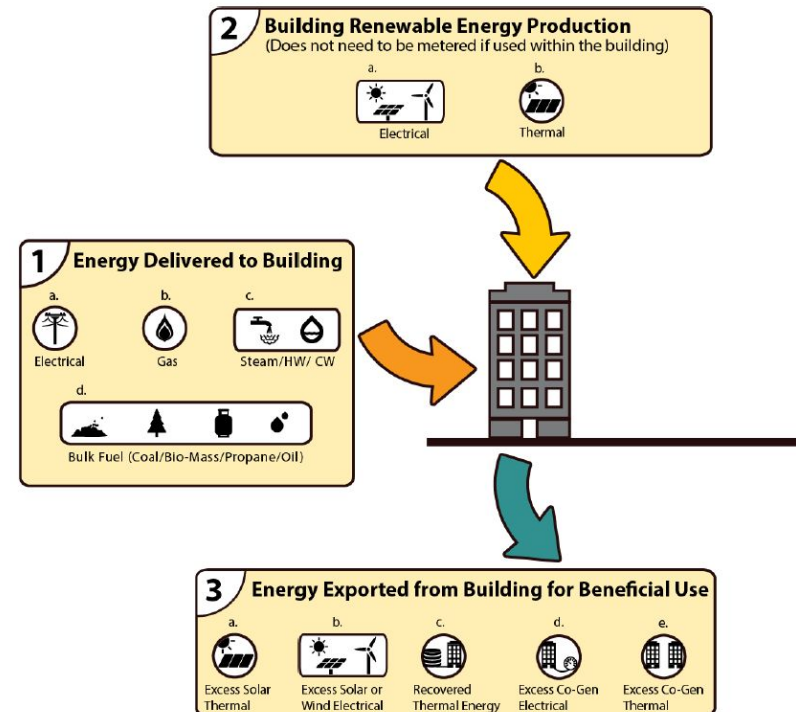 2 Building Renewable Energy Production
(Does not need to be metered if used within the building)
a. b.
Electrical Thermal
1 Energy Delivered to Building
a. b. c.
Electrical Gas Steam/HW/ CW
d.
Bulk Fuel (Coal/Bio-Mass/Propane/Oil)
3 Energy Exported from Building for Beneficial Use
a. b. c. d. e.
Excess Solar Excess Solar or Recovered Excess Co-Gen Excess Co-Gen
Thermal Wind Electrical Thermal Energy Electrical Thermal